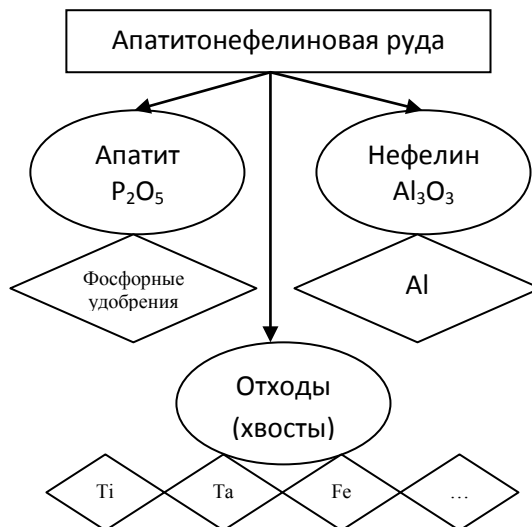 Апатитонефелиновая руда
Апатит
P₂O₅
Нефелин
Al₃O₃
Фосфорные
удобрения
Al
Отходы
(хвосты)
Ti
Ta
Fe
...